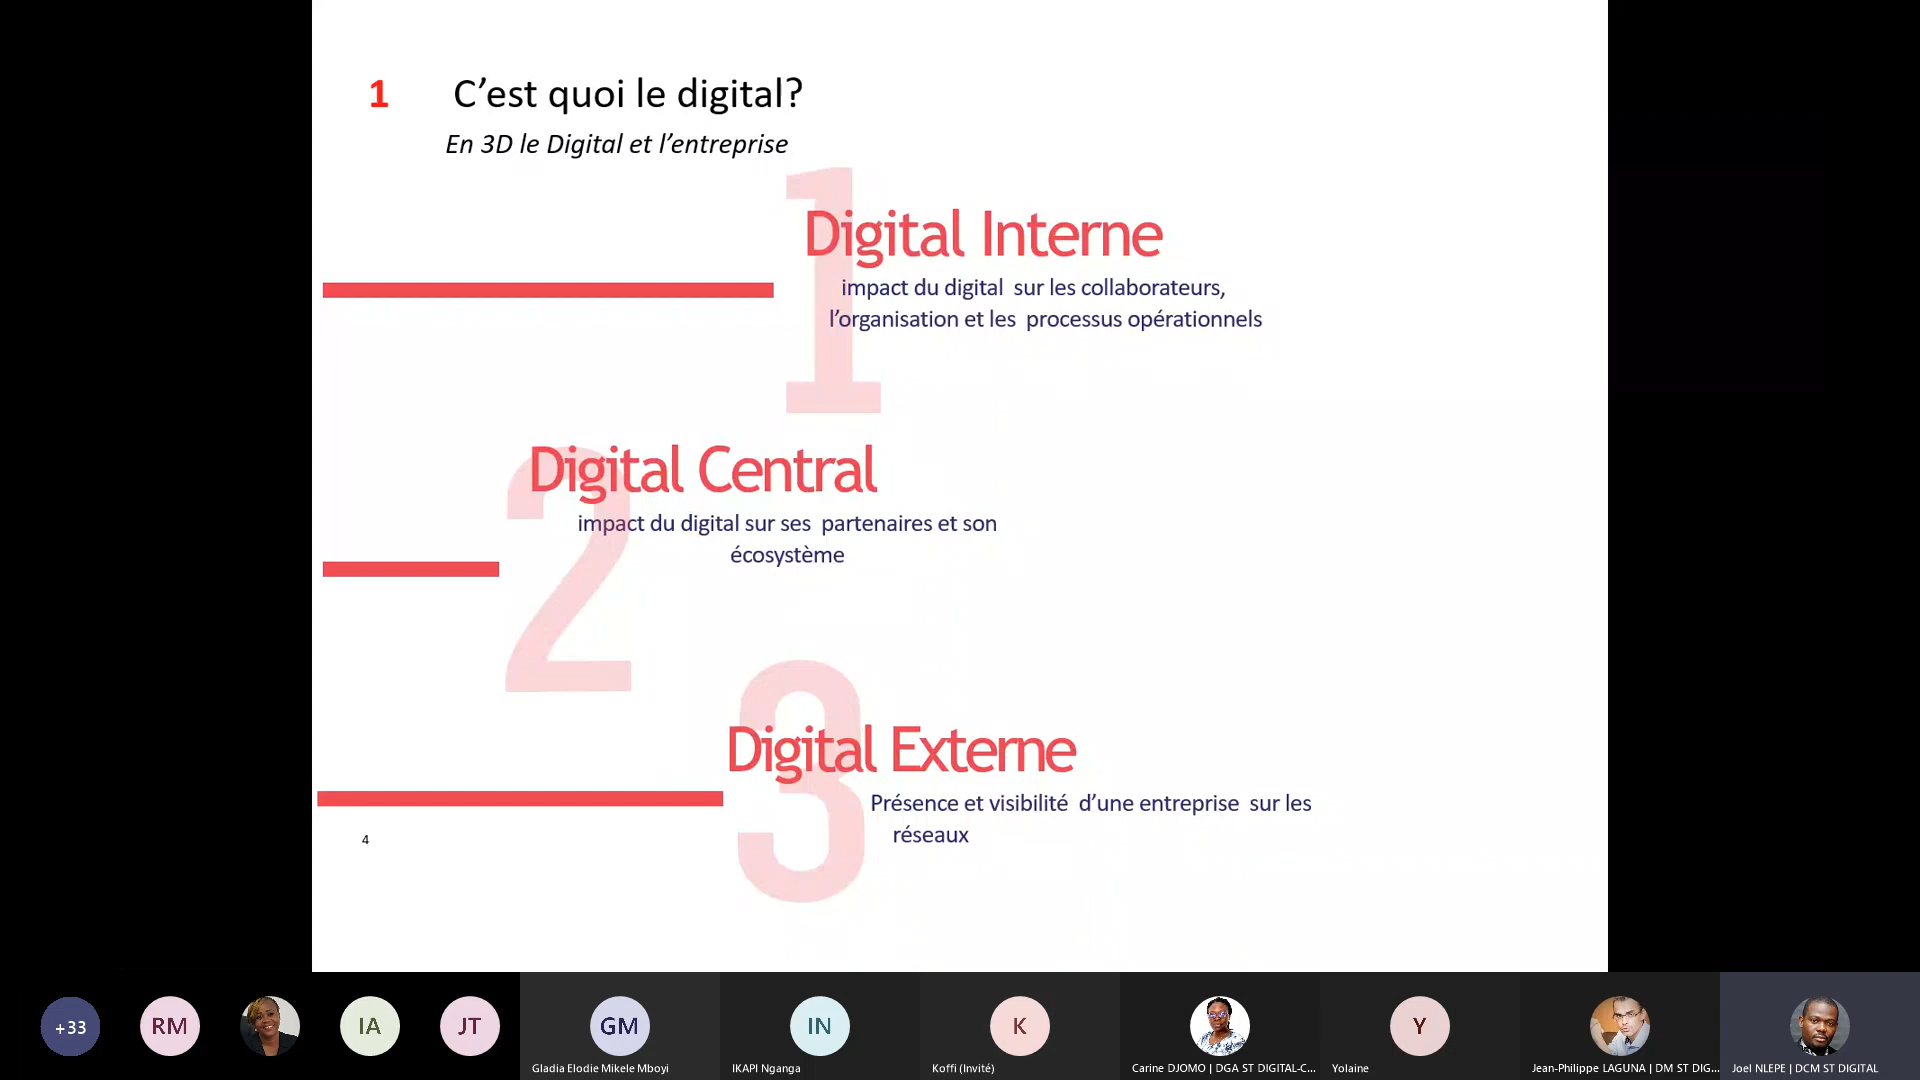 1 C’est quoi le digital?
En 3D le Digital et l’entreprise
1
Digital Interne
impact du digital sur les collaborateurs,
l’organisation et les processus opérationnels
2
Digital Central
impact du digital sur ses partenaires et son
écosystème
3
Digital Externe
Présence et visibilité d’une entreprise sur les
réseaux
4
+33
RM
IA
JT
GM
IN
K
Y
Gladia Elodie Mikele Mboyi
IKAPI Nganga
Koffi (Invité)
Carine DJOMO | DGA ST DIGITAL-C...
Yolaine
Jean-Philippe LAGUNA | DM ST DIG...
Joel NLEPE | DCM ST DIGITAL